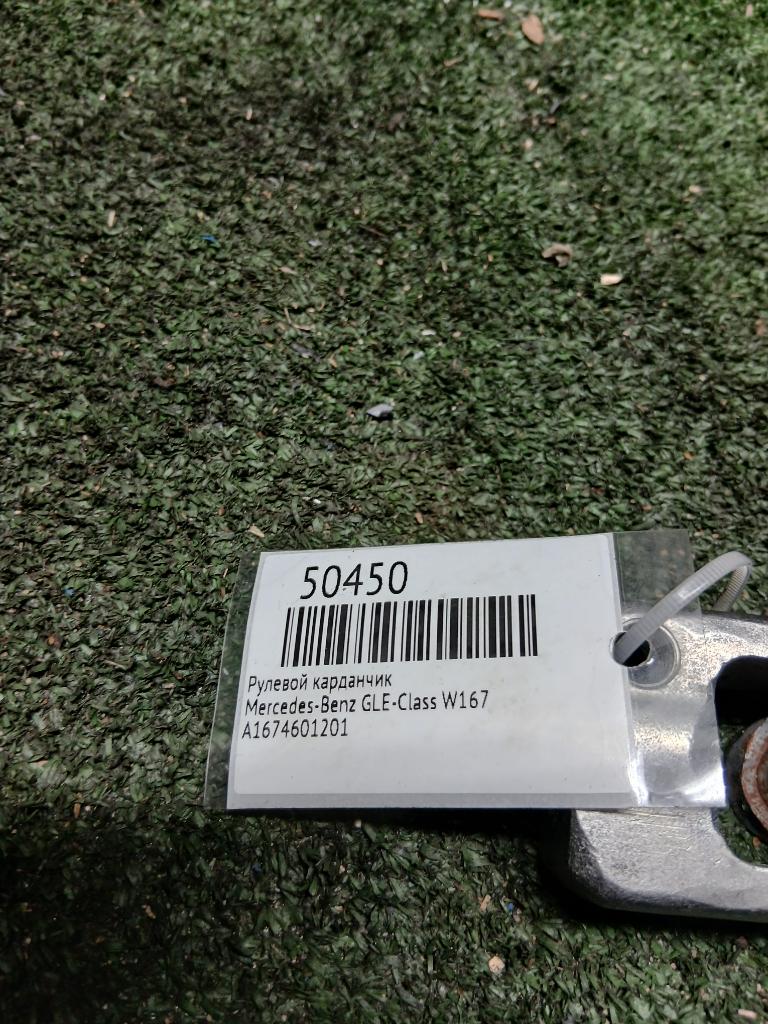 50450
Рулевой карданчик
Mercedes-Benz GLE-Class W167
A1674601201